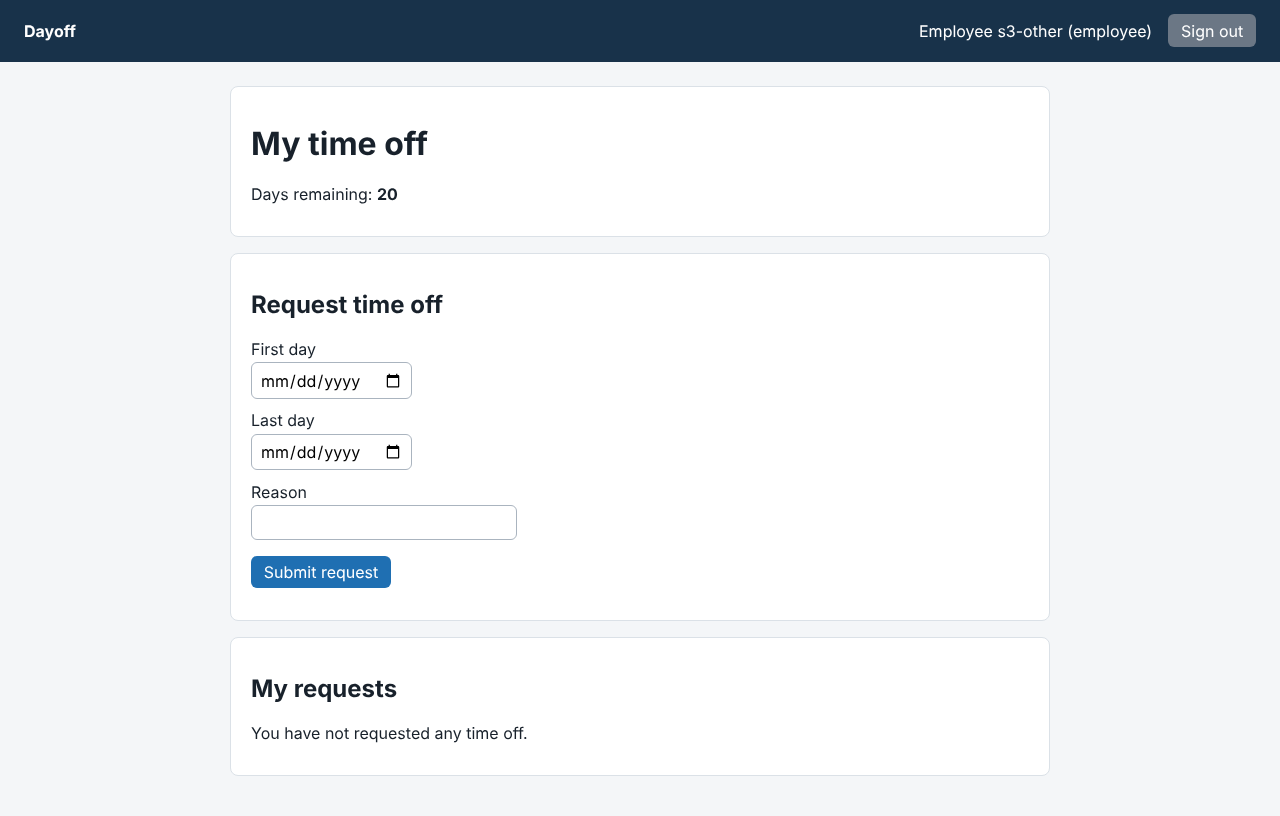 Dayoff
Employee s3-other (employee)
Sign out
My time off
Days remaining: 20
Request time off
First day
mm/dd/yyyy
Last day
mm/dd/yyyy
Reason
Submit request
My requests
You have not requested any time off.